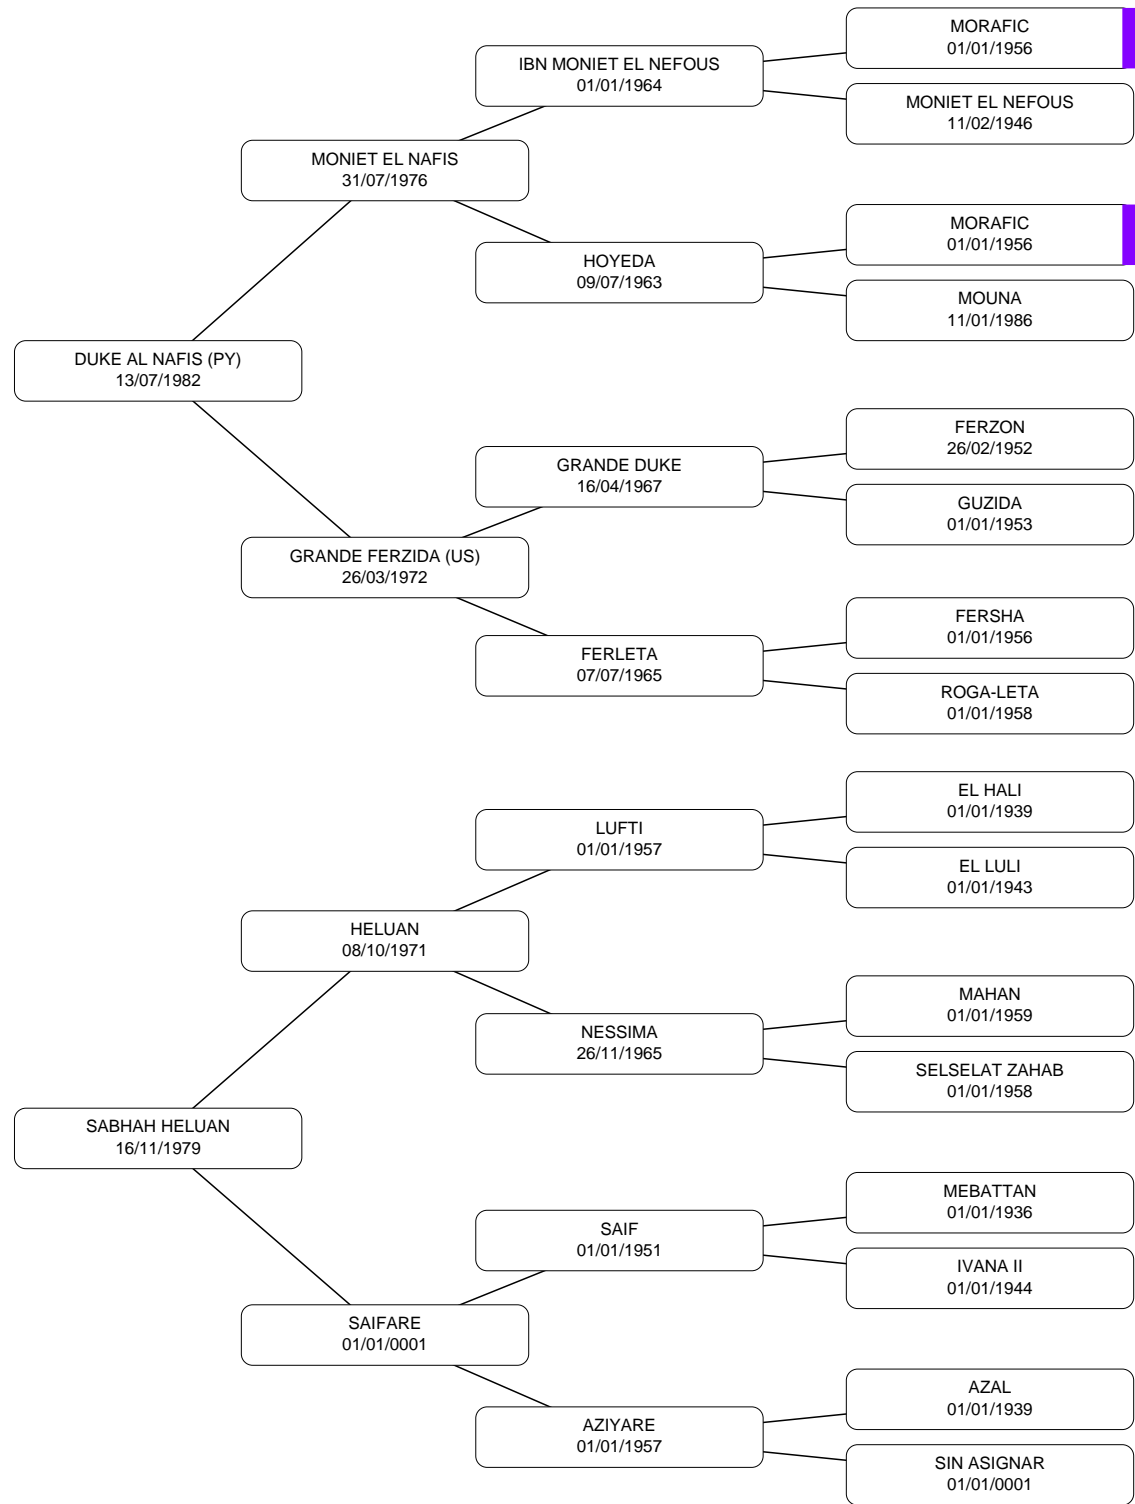 MORAFIC
01/01/1956
IBN MONIET EL NEFOUS
01/01/1964
MONIET EL NEFOUS
11/02/1946
MONIET EL NAFIS
31/07/1976
MORAFIC
01/01/1956
HOYEDA
09/07/1963
MOUNA
11/01/1986
DUKE AL NAFIS (PY)
13/07/1982
FERZON
26/02/1952
GRANDE DUKE
16/04/1967
GUZIDA
01/01/1953
GRANDE FERZIDA (US)
26/03/1972
FERSHA
01/01/1956
FERLETA
07/07/1965
ROGA-LETA
01/01/1958
EL HALI
01/01/1939
LUFTI
01/01/1957
EL LULI
01/01/1943
HELUAN
08/10/1971
MAHAN
01/01/1959
NESSIMA
26/11/1965
SELSELAT ZAHAB
01/01/1958
SABHAH HELUAN
16/11/1979
MEBATTAN
01/01/1936
SAIF
01/01/1951
IVANA II
01/01/1944
SAIFARE
01/01/0001
AZAL
01/01/1939
AZIYARE
01/01/1957
SIN ASIGNAR
01/01/0001